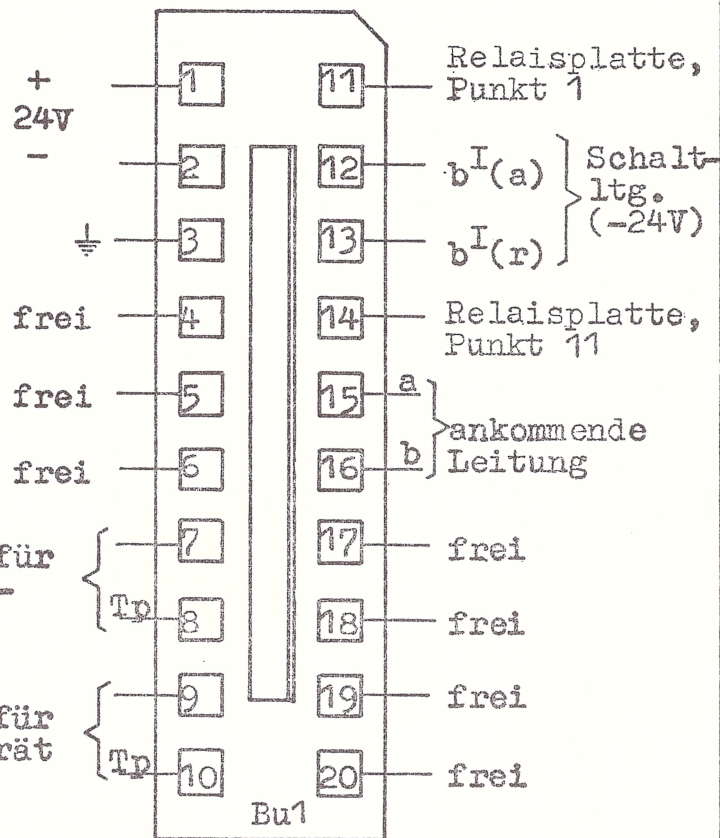 +
24V
−
⏚
frei
frei
frei
für
–
Tp
für
rät
Tp
1
2
3
4
5
6
7
8
9
10
11
12
13
14
15
16
17
18
19
20
Bu1
Relaisplatte,
Punkt 1
bI(a)
bI(r)
Schalt-
ltg.
(-24V)
Relaisplatte,
Punkt 11
a
b
ankommende
Leitung
frei
frei
frei
frei